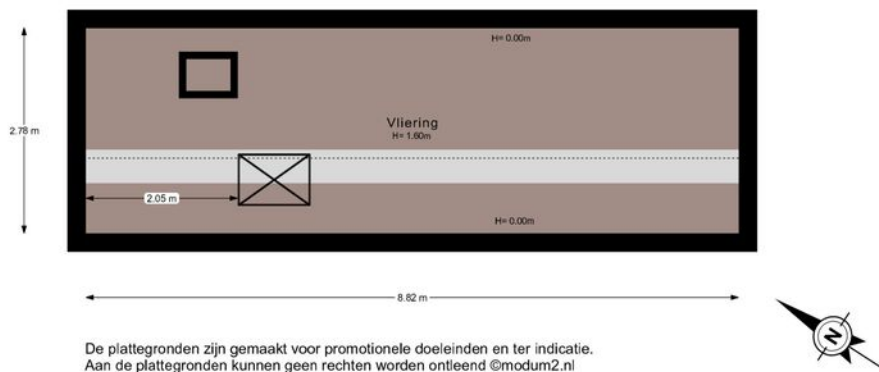 H= 0.00m
2.78 m
Vliering
H= 1.60m
2.05 m
H= 0.00m
8.82 m
N
De plattegronden zijn gemaakt voor promotionele doeleinden en ter indicatie.
Aan de plattegronden kunnen geen rechten worden ontleend ©modum2.nl